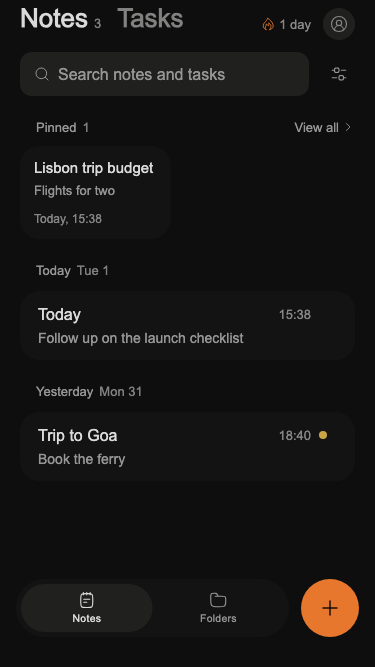 Notes 3 Tasks 1 day
Search notes and tasks
Pinned 1 View all
Lisbon trip budget
Flights for two
Today, 15:38
Today Tue 1
Today 15:38
Follow up on the launch checklist
Yesterday Mon 31
Trip to Goa 18:40
Book the ferry
Notes Folders